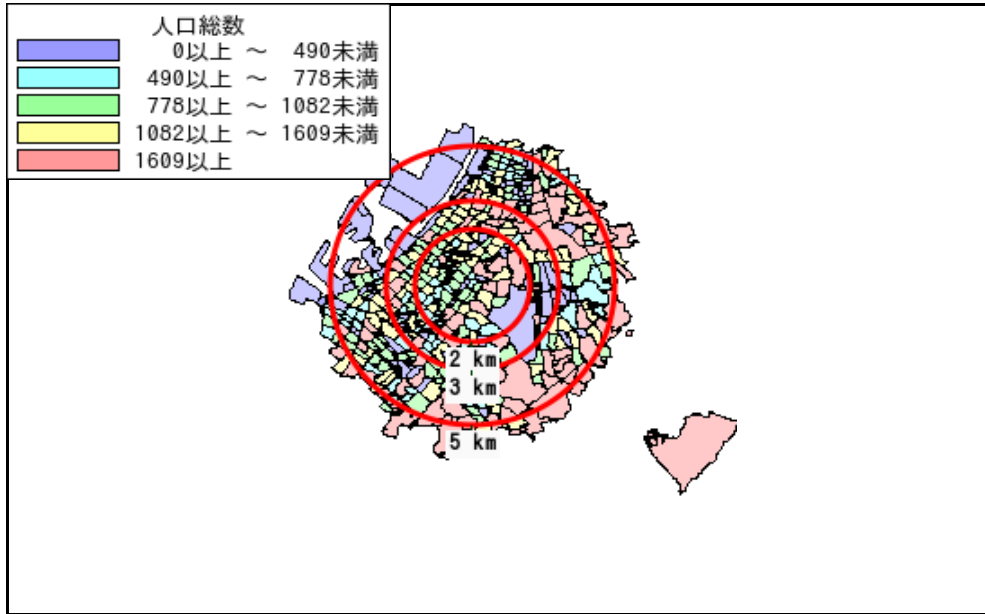 人口総数
0以上 ～ 490未満
490以上 ～ 778未満
778以上 ～ 1082未満
1082以上 ～ 1609未満
1609以上
2 km
3 km
5 km